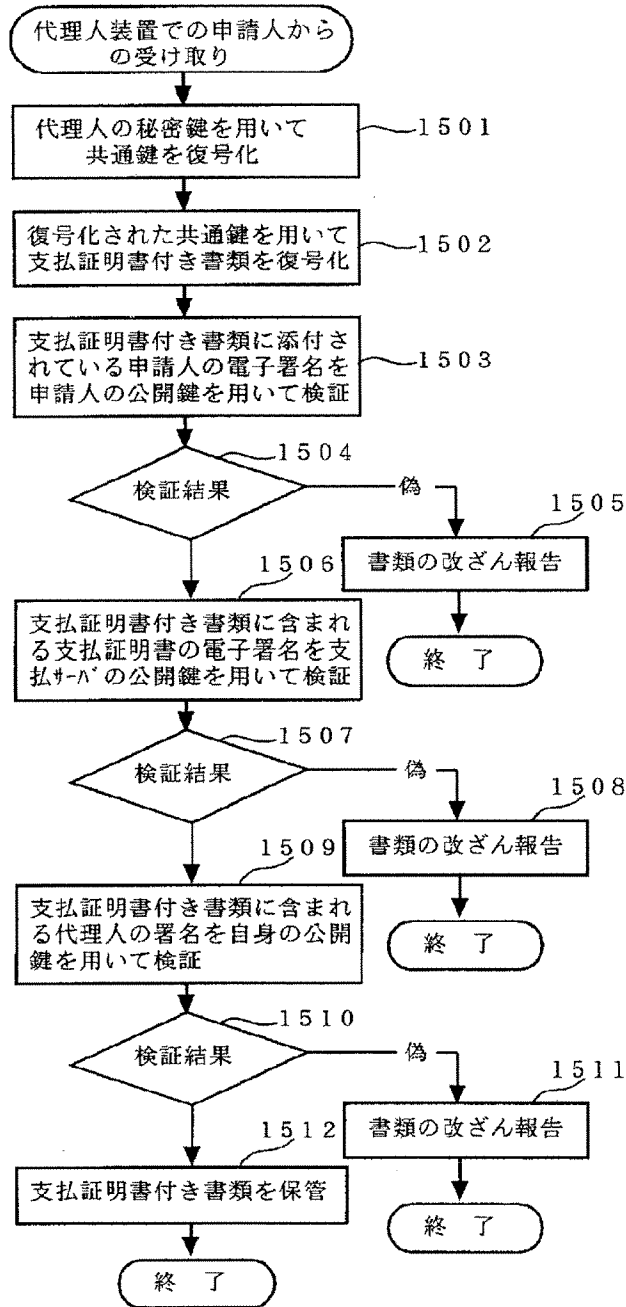 代理人装置での申請人から
の受け取り
代理人の秘密鍵を用いて
共通鍵を復号化
1501
復号化された共通鍵を用いて
支払証明書付き書類を復号化
1502
支払証明書付き書類に添付さ
れている申請人の電子署名を
申請人の公開鍵を用いて検証
1503
1504
検証結果
偽
1505
書類の改ざん報告
終 了
1506
支払証明書付き書類に含まれ
る支払証明書の電子署名を支
払ｻｰﾊﾞの公開鍵を用いて検証
1507
検証結果
偽
1508
書類の改ざん報告
終 了
1509
支払証明書付き書類に含まれ
る代理人の署名を自身の公開
鍵を用いて検証
1510
検証結果
偽
1511
書類の改ざん報告
終 了
1512
支払証明書付き書類を保管
終 了